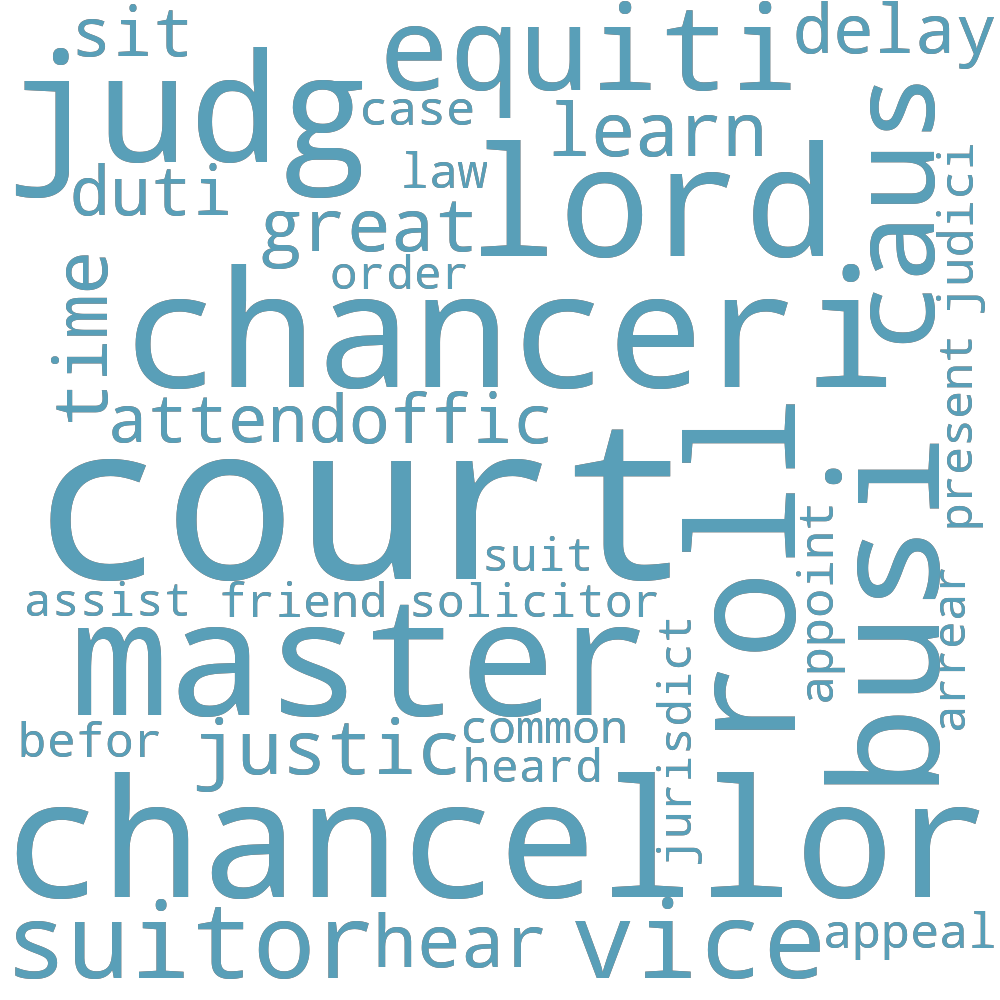 sit
equiti
delay
judg
case
learn
caus
law
lord
duti
great
judici
order
time
chanceri
attend
offic
present
court
roll
busi
suit
appoint
assist
friend
solicitor
arrear
master
jurisdict
befor
justic
common
heard
chancellor
suitor
hear
vice
appeal